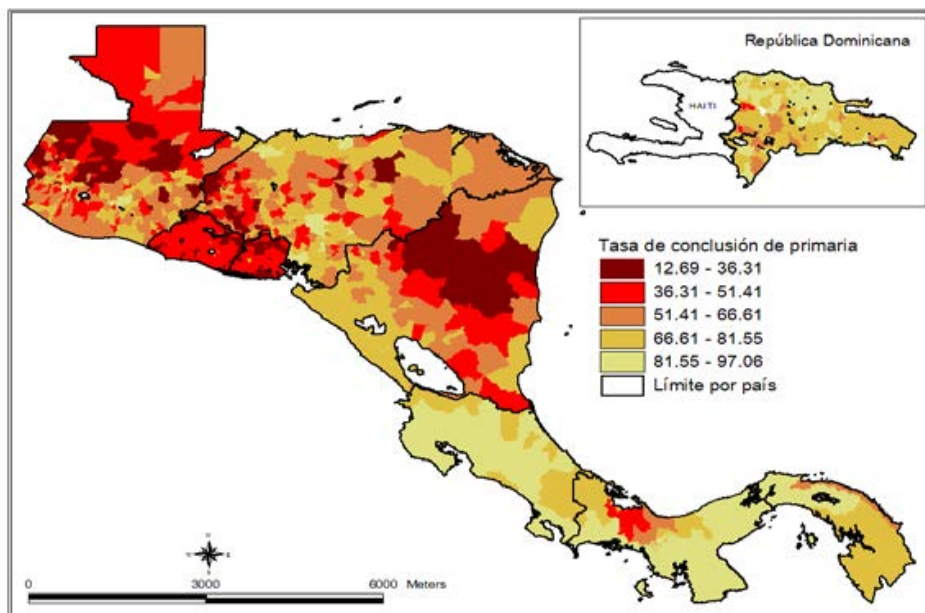 República Dominicana
HAITI
Tasa de conclusión de primaria
12.69 - 36.31
36.31 - 51.41
51.41 - 66.61
66.61 - 81.55
81.55 - 97.06
Límite por país
0 3000 6000 Meters